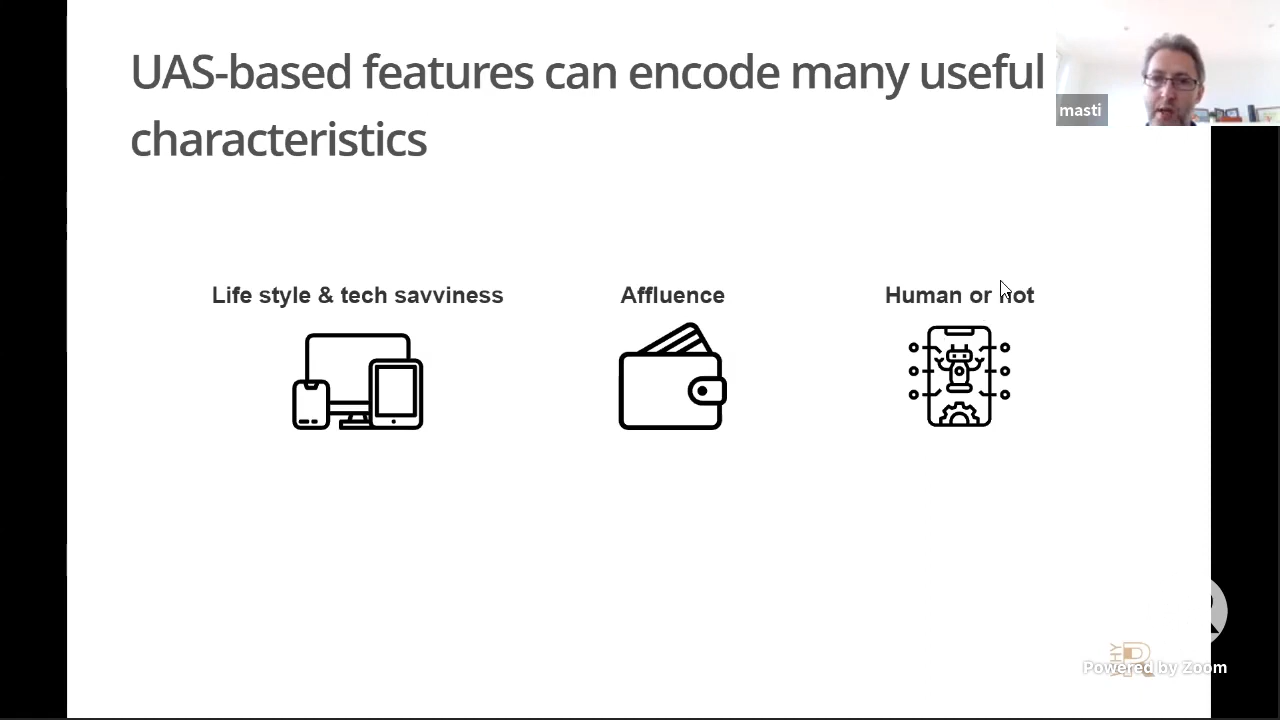 UAS-based features can encode many useful
characteristics
masti
Life style & tech savviness
Affluence
Human or not
WHY
R
Powered by Zoom